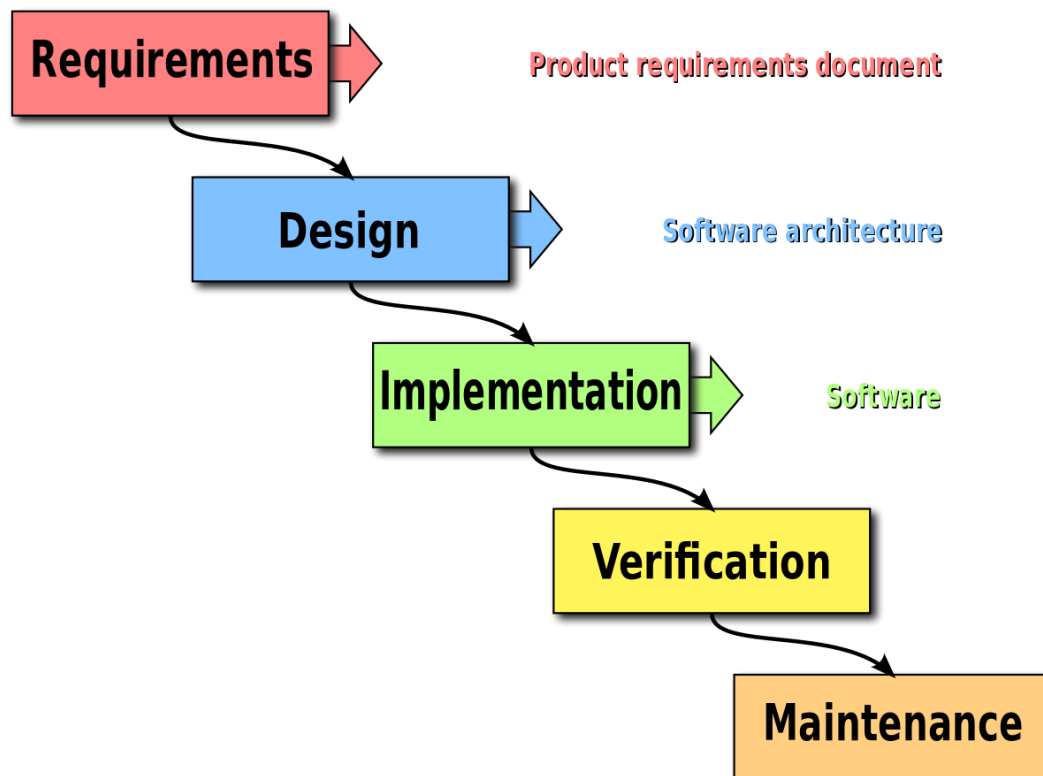 Requirements
Product requirements document
Design
Software architecture
Implementation
Software
Verification
Maintenance